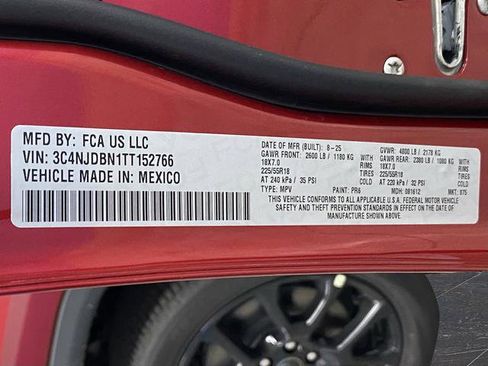 MFD BY: FCA US LLC
VIN: 3C4NJDBN1TT152766
VEHICLE MADE IN: MEXICO
DATE OF MFR (BUILT): 8-25 GVWR: 4800 LB / 2178 KG
GAWR FRONT: 2600 LB / 1180 KG WITH GAWR REAR: 2380 LB / 1080 KG WITH
18X7.0 RIMS 18X7.0 RIMS
225/55R18 TIRES 225/55R18 TIRES
AT 240 kPa / 35 PSI COLD AT 220 kPa / 32 PSI COLD
TYPE: MPV PAINT: PR6 MDH: 081612 MKT: 875
THIS VEHICLE CONFORMS TO ALL APPLICABLE U.S.A. FEDERAL MOTOR VEHICLE
SAFETY AND THEFT PREVENTION STANDARDS IN EFFECT ON THE DATE OF
MANUFACTURE SHOWN ABOVE.